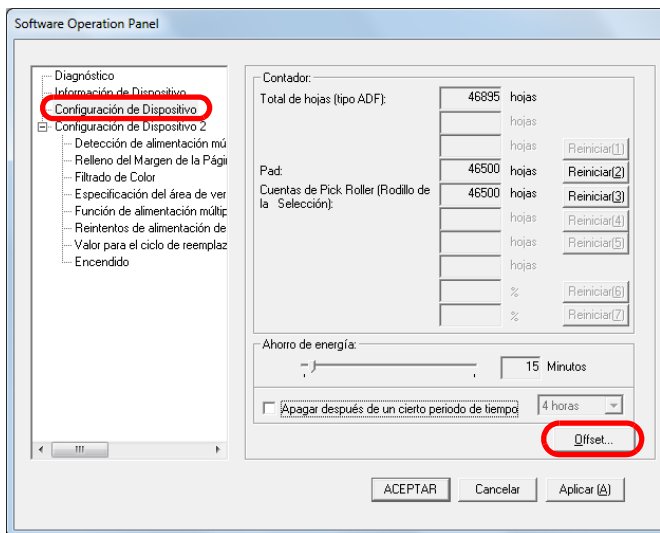 Software Operation Panel
Diagnóstico
Información de Dispositivo
Configuración de Dispositivo
Configuración de Dispositivo 2
Detección de alimentación mú
Relleno del Margen de la Pági
Filtrado de Color
Especificación del área de ver
Función de alimentación múltip
Reintentos de alimentación de
Valor para el ciclo de reemplaz
Encendido
Contador:
Total de hojas (tipo ADF): 46895 hojas
hojas
hojas Reiniciar(1)
Pad: 46500 hojas Reiniciar(2)
Cuentas de Pick Roller (Rodillo de la Selección): 46500 hojas Reiniciar(3)
hojas Reiniciar(4)
hojas Reiniciar(5)
hojas
% Reiniciar(6)
% Reiniciar(7)
Ahorro de energía:
15 Minutos
Apagar después de un cierto periodo de tiempo 4 horas
Offset...
ACEPTAR Cancelar Aplicar (A)